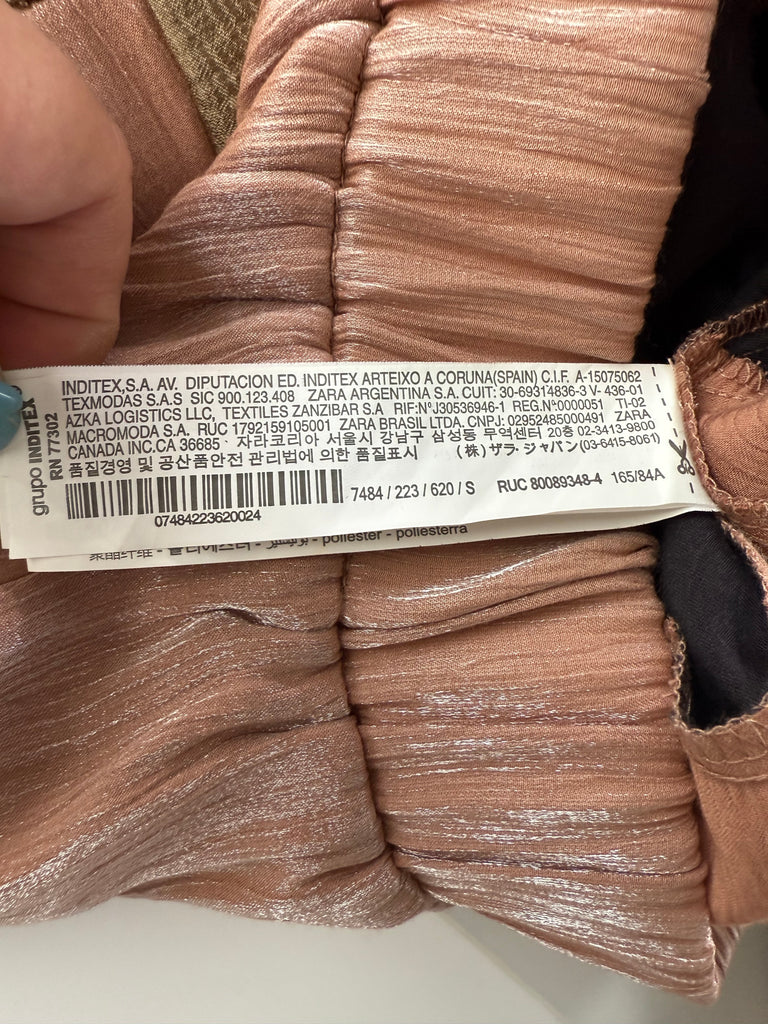 grupo INDITEX
RN 77302
INDITEX,S.A. AV. DIPUTACION ED. INDITEX ARTEIXO A CORUNA(SPAIN) C.I.F. A-15075062
TEXMODAS S.A.S SIC 900.123.408 ZARA ARGENTINA S.A. CUIT: 30-69314836-3 V- 436-01
AZKA LOGISTICS LLC, TEXTILES ZANZIBAR S.A RIF:Nº J30536946-1 REG.Nº:0000051 TI-02
MACROMODA S.A. RÚC 1792159105001 ZARA BRASIL LTDA. CNPJ: 02952485000491 ZARA
CANADA INC.CA 36685 · 자라코리아 서울시 강남구 삼성동 무역센터 20층 02-3413-9800
품질경영 및 공산품안전 관리법에 의한 품질표시 (株) ザラ・ジャパン(03-6415-8061)
7484 / 223 / 620 / S RUC 80089348-4 165/84A
07484223620024
- poliester - poliesterra